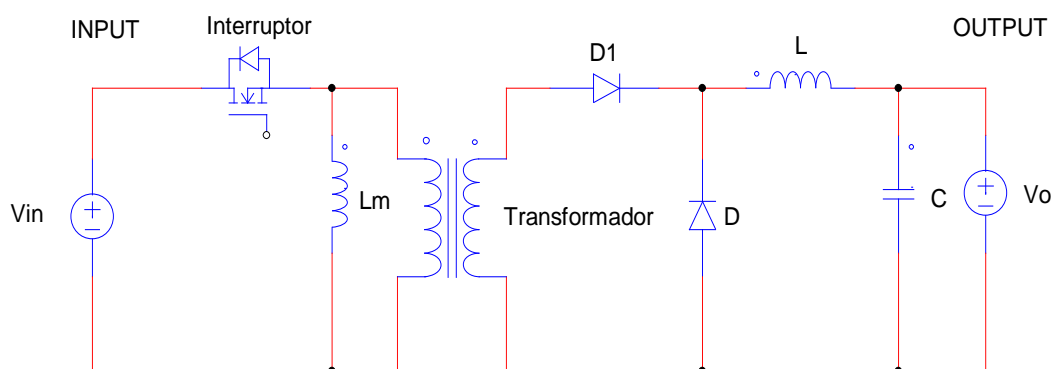 INPUT
Interruptor
OUTPUT
D1
L
Vin
Lm
Transformador
D
C
Vo